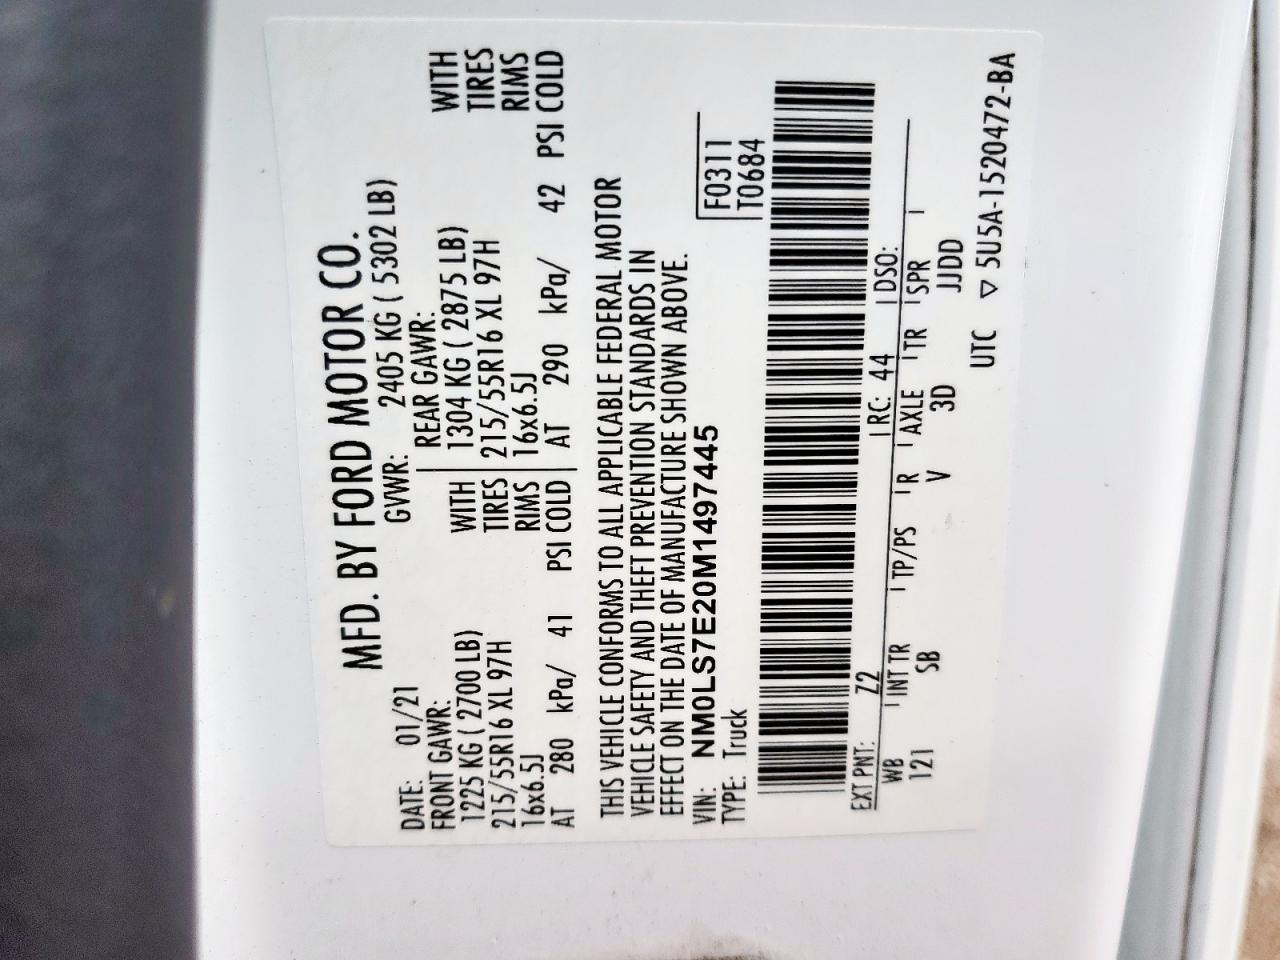 MFD. BY FORD MOTOR CO.
DATE: 01/21 GVWR: 2405 KG ( 5302 LB)
FRONT GAWR: REAR GAWR:
1225 KG ( 2700 LB) WITH 1304 KG ( 2875 LB) WITH
215/55R16 XL 97H TIRES 215/55R16 XL 97H TIRES
16x6.5J RIMS 16x6.5J RIMS
AT 280 kPa/ 41 PSI COLD AT 290 kPa/ 42 PSI COLD
THIS VEHICLE CONFORMS TO ALL APPLICABLE FEDERAL MOTOR
VEHICLE SAFETY AND THEFT PREVENTION STANDARDS IN
EFFECT ON THE DATE OF MANUFACTURE SHOWN ABOVE.
VIN: NM0LS7E20M1497445 F0311
TYPE: Truck T0684
EXT PNT: Z2 RC: 44 DSO:
WB INT TR TP/PS R AXLE TR SPR
121 SB V 3D JJDD
UTC ▽ 5U5A-1520472-BA